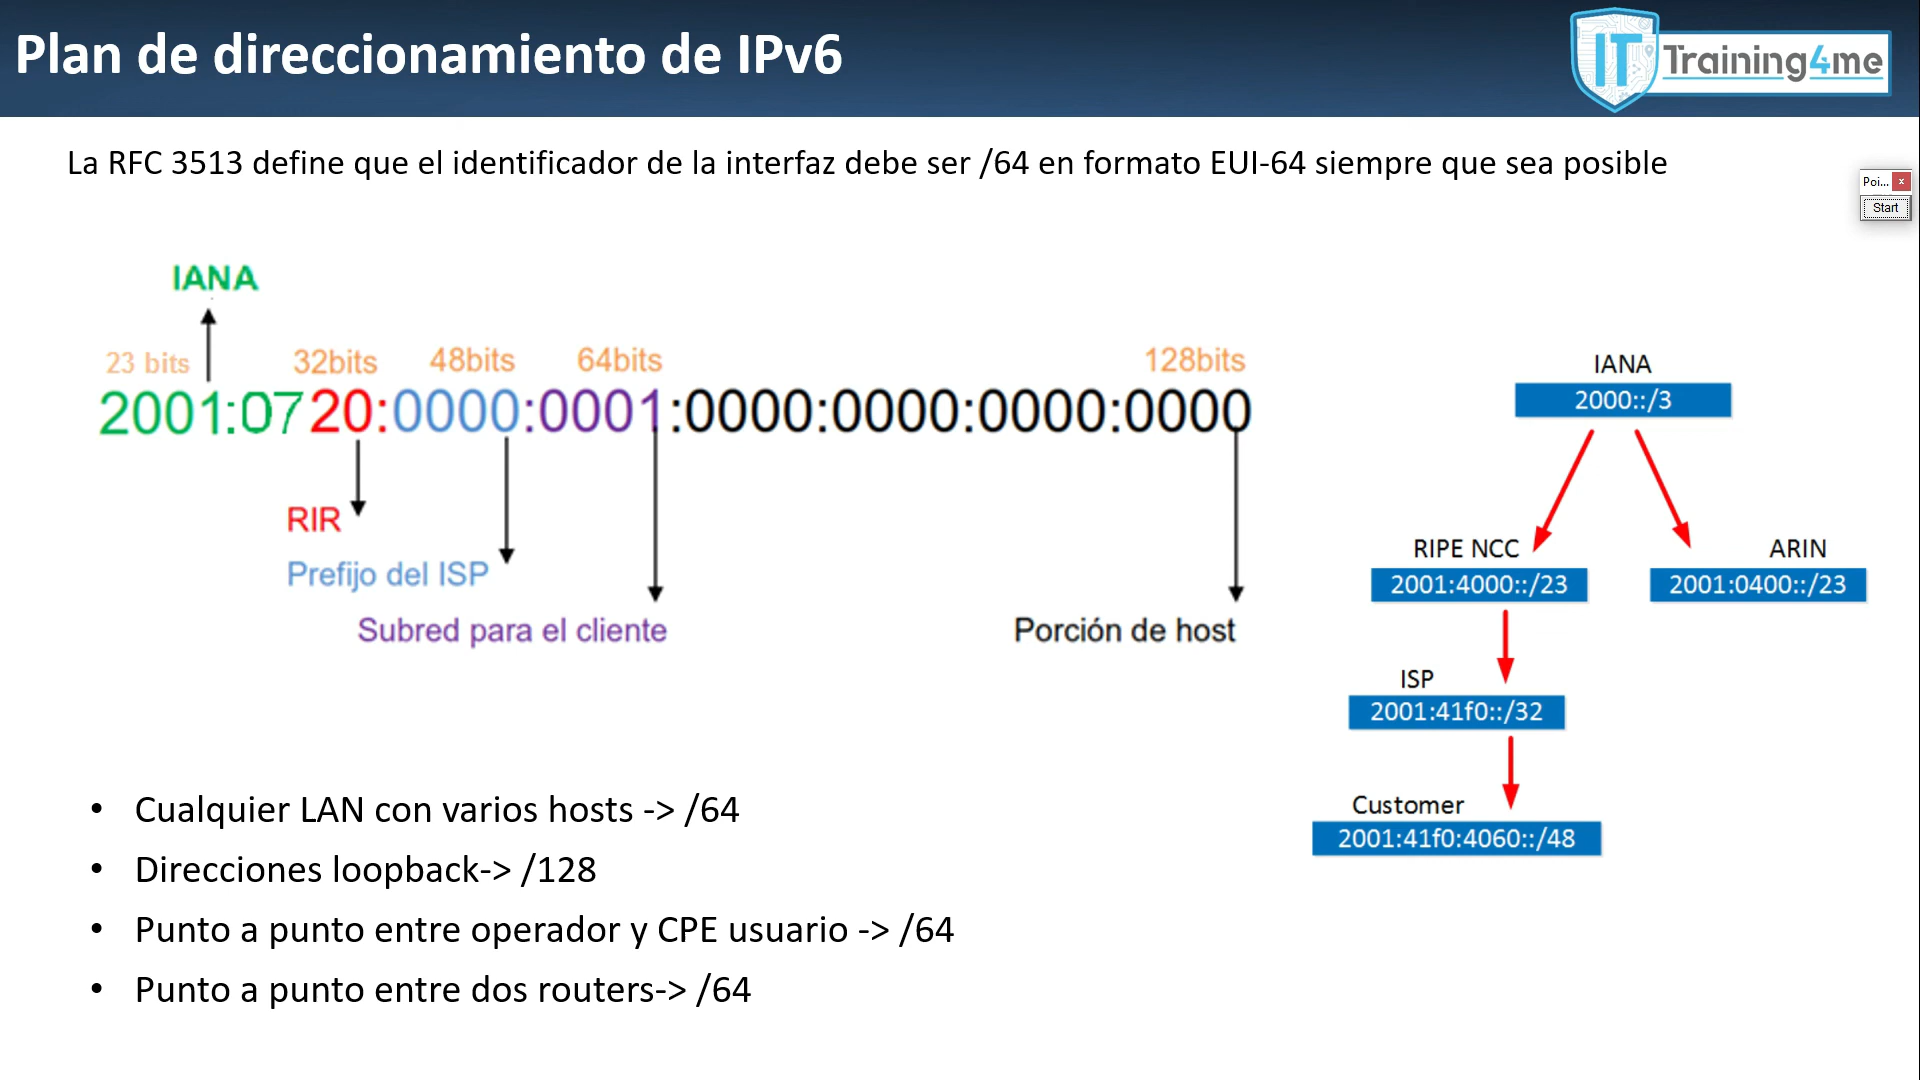 Plan de direccionamiento de IPv6
IT Training4me
La RFC 3513 define que el identificador de la interfaz debe ser /64 en formato EUI-64 siempre que sea posible
Poi... x
Start
IANA
23 bits 32bits 48bits 64bits 128bits
2001:0720:0000:0001:0000:0000:0000:0000
RIR
Prefijo del ISP
Subred para el cliente
Porción de host
IANA
2000::/3
RIPE NCC ARIN
2001:4000::/23 2001:0400::/23
ISP
2001:41f0::/32
Customer
2001:41f0:4060::/48
• Cualquier LAN con varios hosts -> /64
• Direcciones loopback-> /128
• Punto a punto entre operador y CPE usuario -> /64
• Punto a punto entre dos routers-> /64